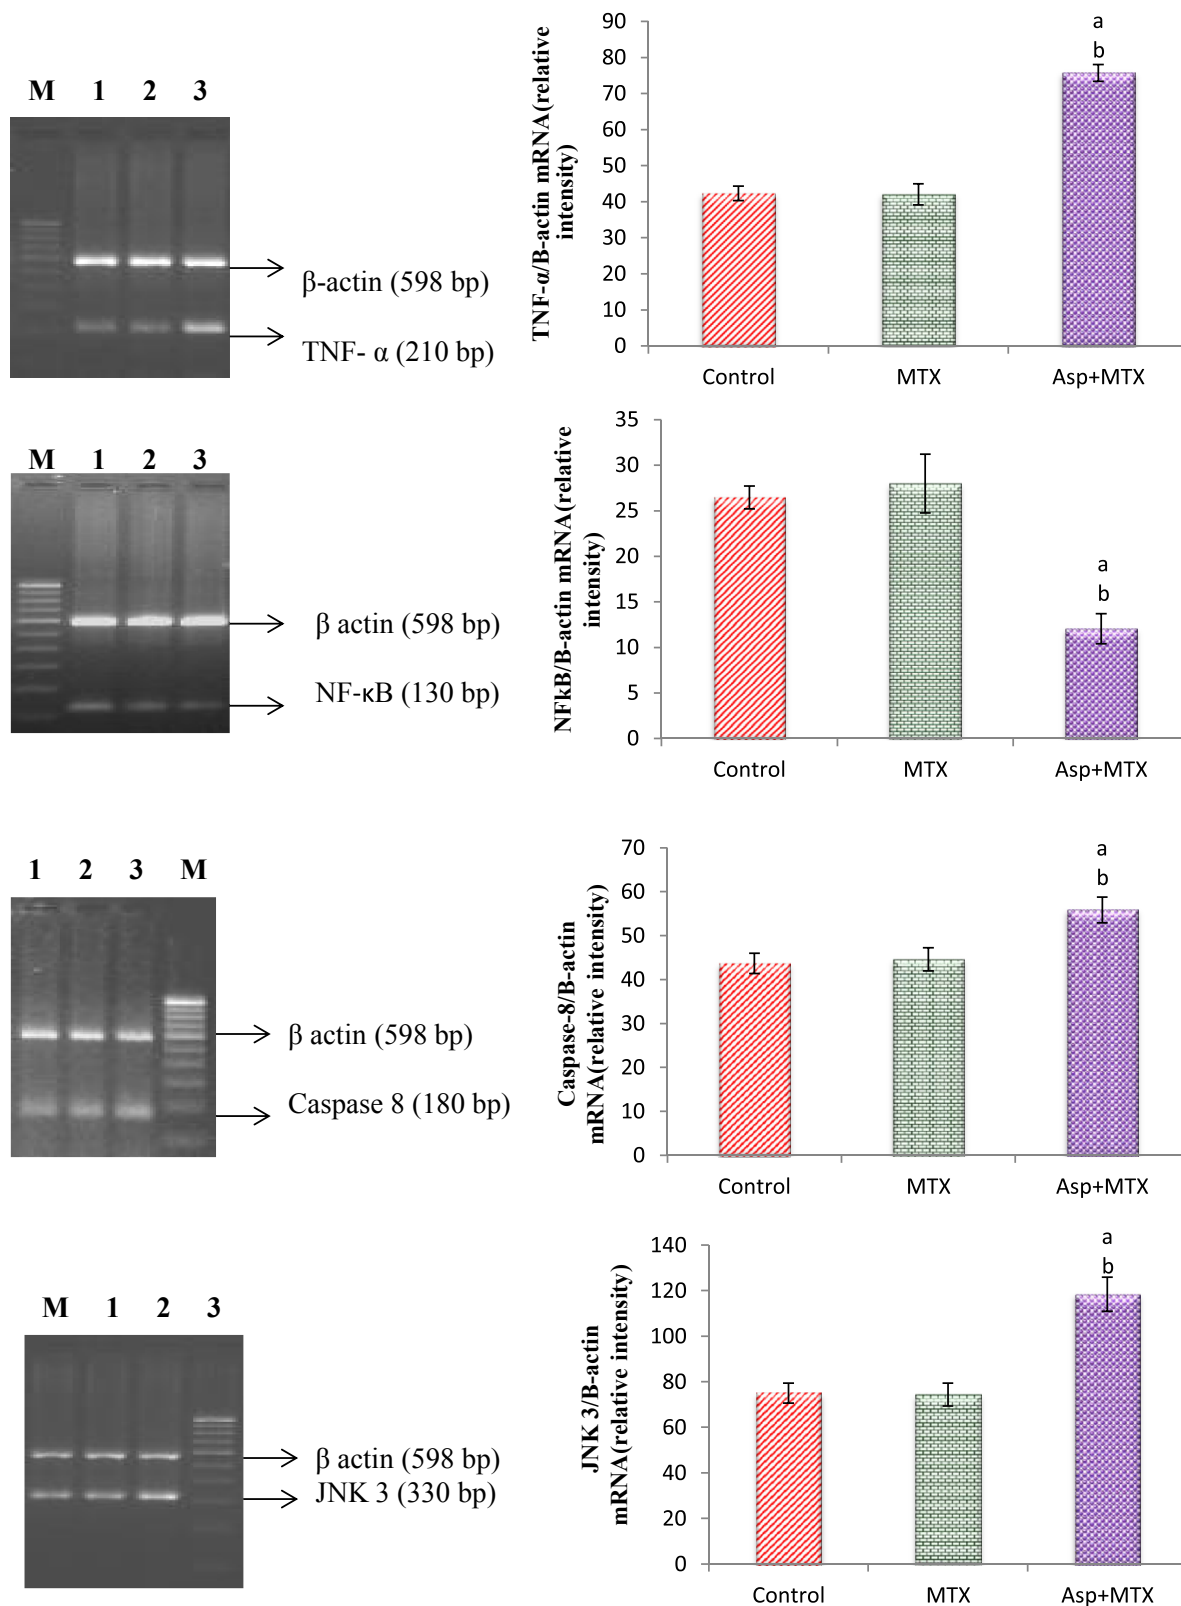 M 1 2 3
β-actin (598 bp)
TNF- α (210 bp)
TNF-α/B-actin mRNA(relative
intensity)
90
80
70
60
50
40
30
20
10
0
a
b
Control MTX Asp+MTX
M 1 2 3
β actin (598 bp)
NF-κB (130 bp)
NFkB/B-actin mRNA(relative
intensity)
35
30
25
20
15
10
5
0
a
b
Control MTX Asp+MTX
1 2 3 M
β actin (598 bp)
Caspase 8 (180 bp)
Caspase-8/B-actin
mRNA(relative intensity)
70
60
50
40
30
20
10
0
a
b
Control MTX Asp+MTX
M 1 2 3
β actin (598 bp)
JNK 3 (330 bp)
JNK 3/B-actin
mRNA(relative intensity)
140
120
100
80
60
40
20
0
a
b
Control MTX Asp+MTX